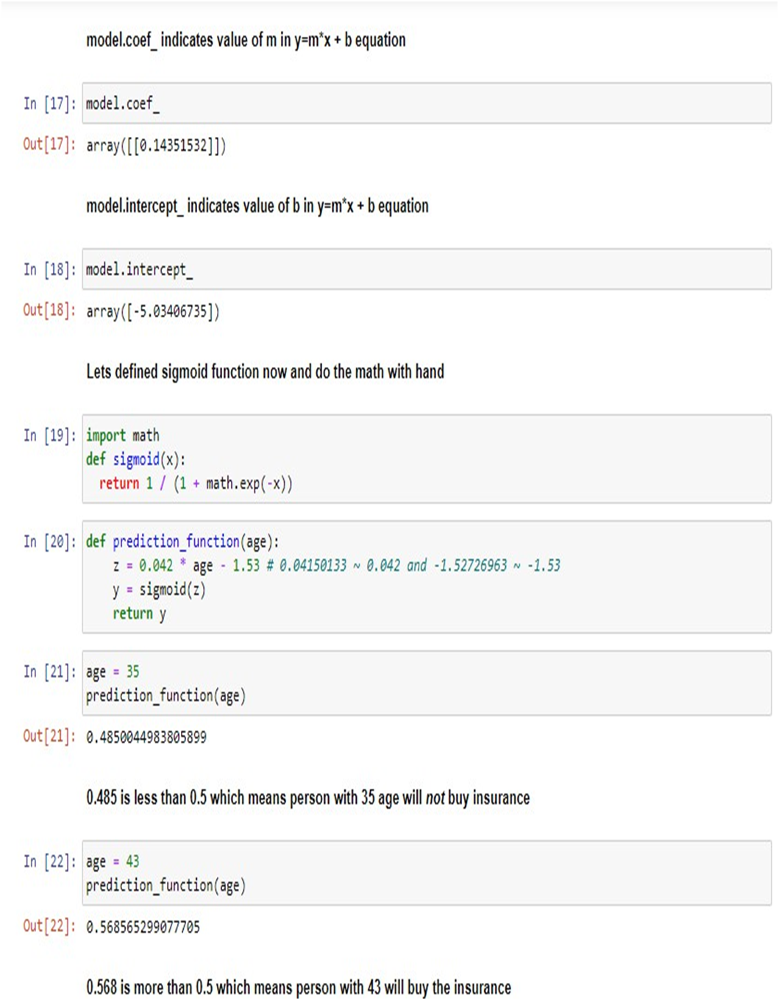 model.coef_ indicates value of m in y=m*x + b equation
In [17]: model.coef_
Out[17]: array([[0.14351532]])
model.intercept_ indicates value of b in y=m*x + b equation
In [18]: model.intercept_
Out[18]: array([-5.03406735])
Lets defined sigmoid function now and do the math with hand
In [19]: import math
def sigmoid(x):
  return 1 / (1 + math.exp(-x))
In [20]: def prediction_function(age):
    z = 0.042 * age - 1.53 # 0.04150133 ~ 0.042 and -1.52726963 ~ -1.53
    y = sigmoid(z)
    return y
In [21]: age = 35
prediction_function(age)
Out[21]: 0.4850044983805899
0.485 is less than 0.5 which means person with 35 age will not buy insurance
In [22]: age = 43
prediction_function(age)
Out[22]: 0.568565299077705
0.568 is more than 0.5 which means person with 43 will buy the insurance